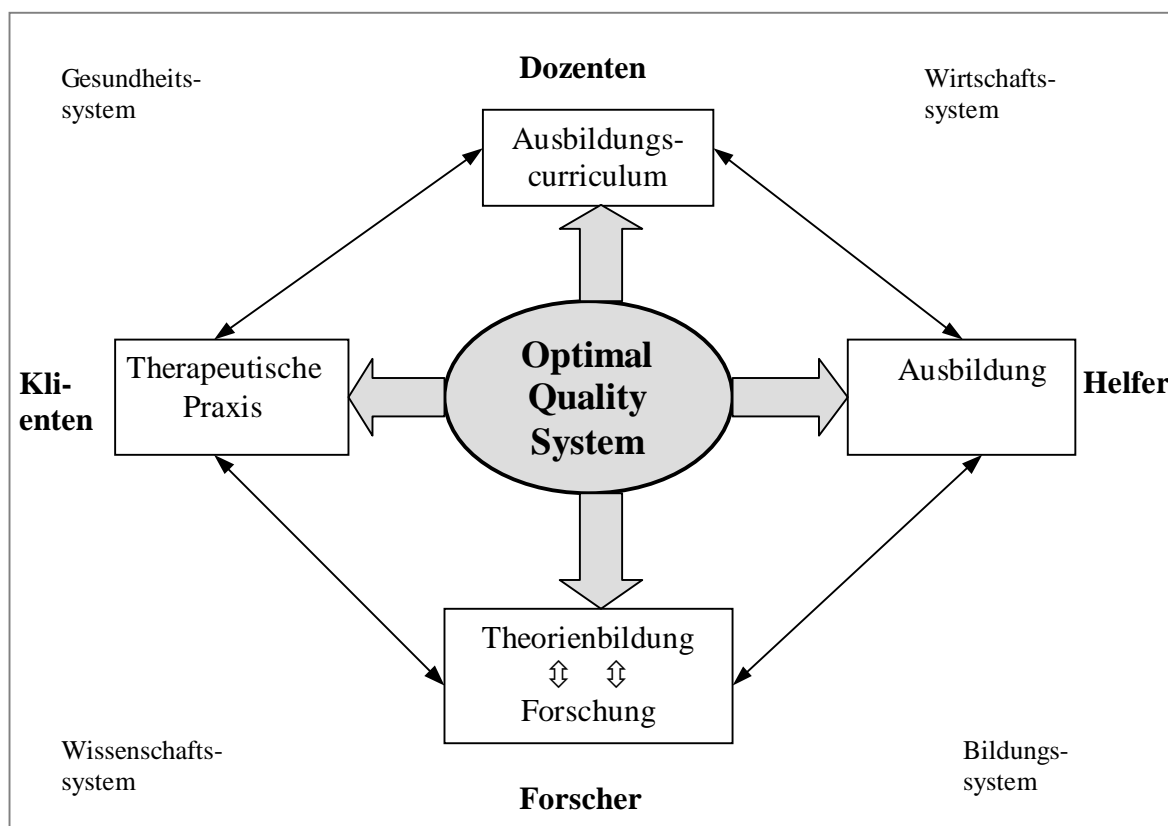 Dozenten
Gesundheits-
system
Wirtschafts-
system
Ausbildungs-
curriculum
Kli-
enten
Therapeutische
Praxis
Optimal
Quality
System
Ausbildung
Helfer
Theorienbildung
Forschung
Wissenschafts-
system
Bildungs-
system
Forscher